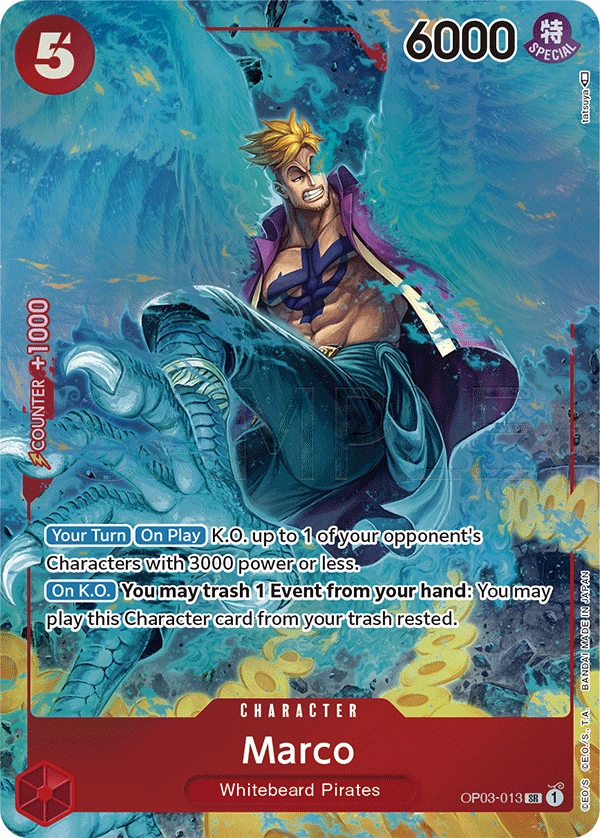 5
6000
特
SPECIAL
tatsuya
COUNTER +1000
SAMPLE
Your Turn On Play K.O. up to 1 of your opponent's
Characters with 3000 power or less.
On K.O. You may trash 1 Event from your hand: You may
play this Character card from your trash rested.
CHARACTER
Marco
Whitebeard Pirates
OP03-013 SR 1
©E.O/S ©E.O./S., T.A. BANDAI MADE IN JAPAN